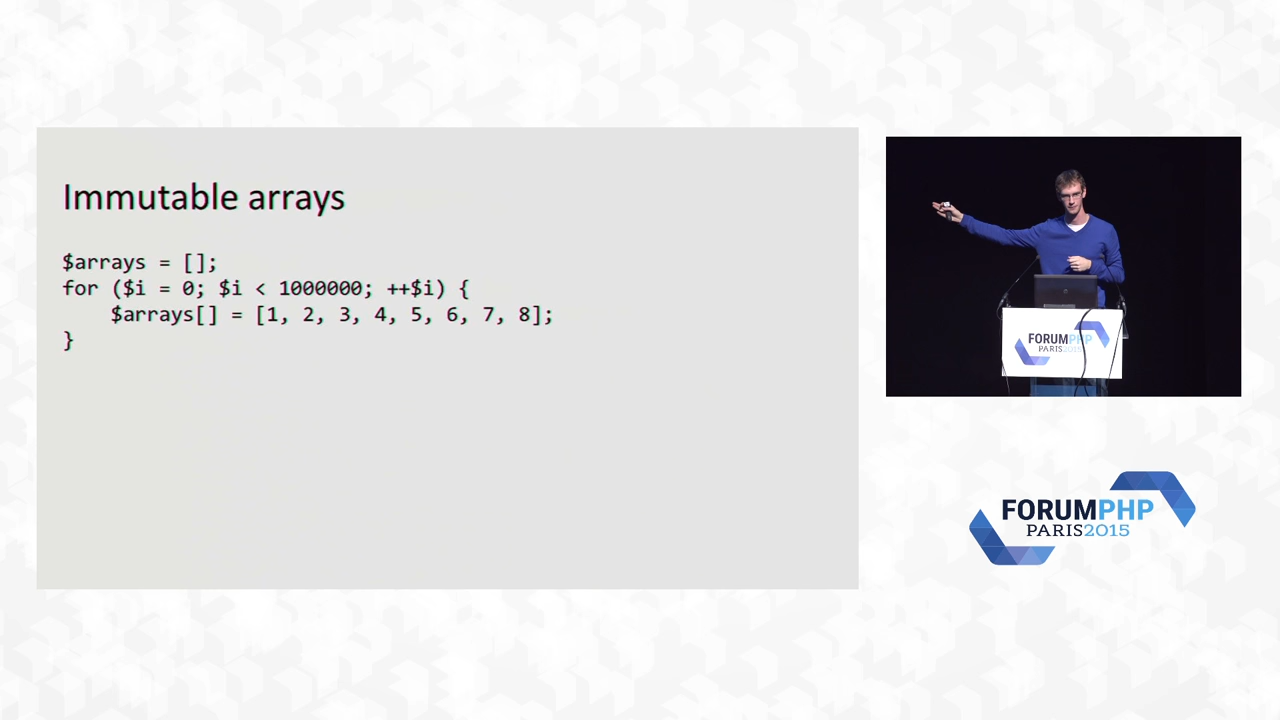 Immutable arrays
$arrays = [];
for ($i = 0; $i < 1000000; ++$i) {
    $arrays[] = [1, 2, 3, 4, 5, 6, 7, 8];
}
FORUMPHP
PARIS2015
FORUMPHP
PARIS2015